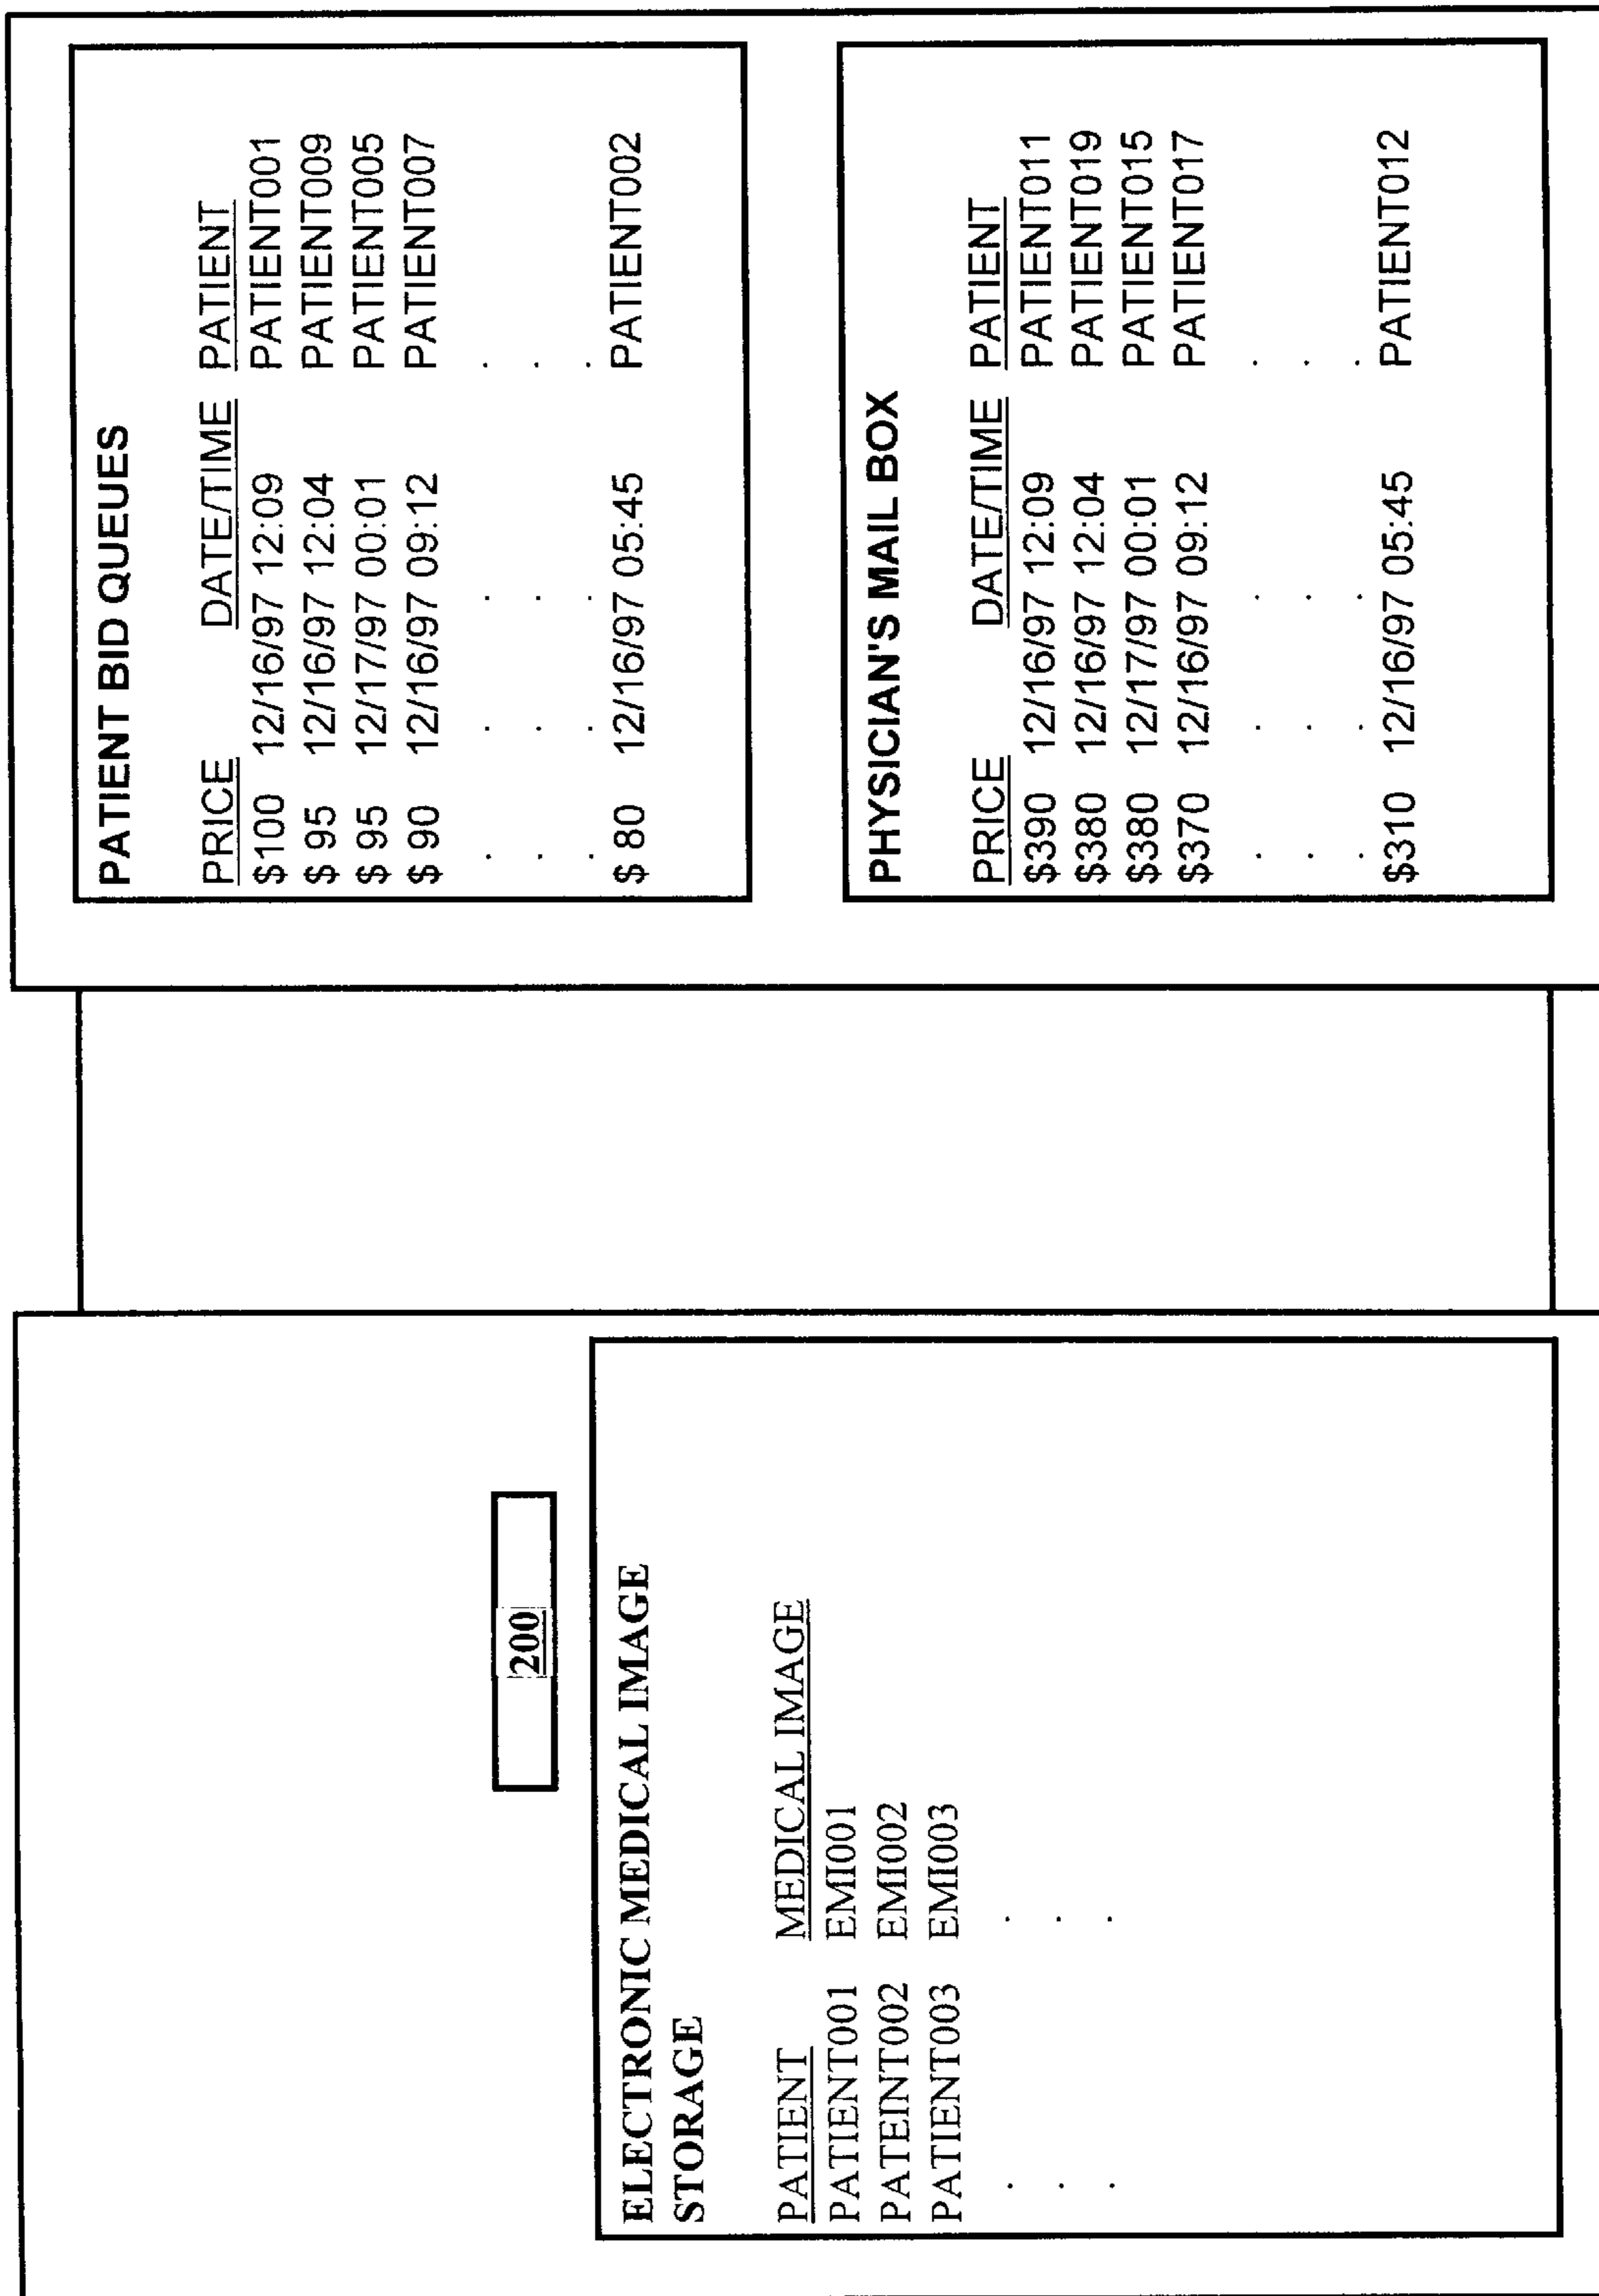 200
ELECTRONIC MEDICAL IMAGE
STORAGE
PATIENT MEDICAL IMAGE
PATIENT001 EMI001
PATEINT002 EMI002
PATIENT003 EMI003
. .
. .
. .
PATIENT BID QUEUES
PRICE DATE/TIME PATIENT
$100 12/16/97 12:09 PATIENT001
$ 95 12/16/97 12:04 PATIENT009
$ 95 12/17/97 00:01 PATIENT005
$ 90 12/16/97 09:12 PATIENT007
. . . .
. . . .
. . . .
$ 80 12/16/97 05:45 PATIENT002
PHYSICIAN'S MAIL BOX
PRICE DATE/TIME PATIENT
$390 12/16/97 12:09 PATIENT011
$380 12/16/97 12:04 PATIENT019
$380 12/17/97 00:01 PATIENT015
$370 12/16/97 09:12 PATIENT017
. . . .
. . . .
. . . .
$310 12/16/97 05:45 PATIENT012